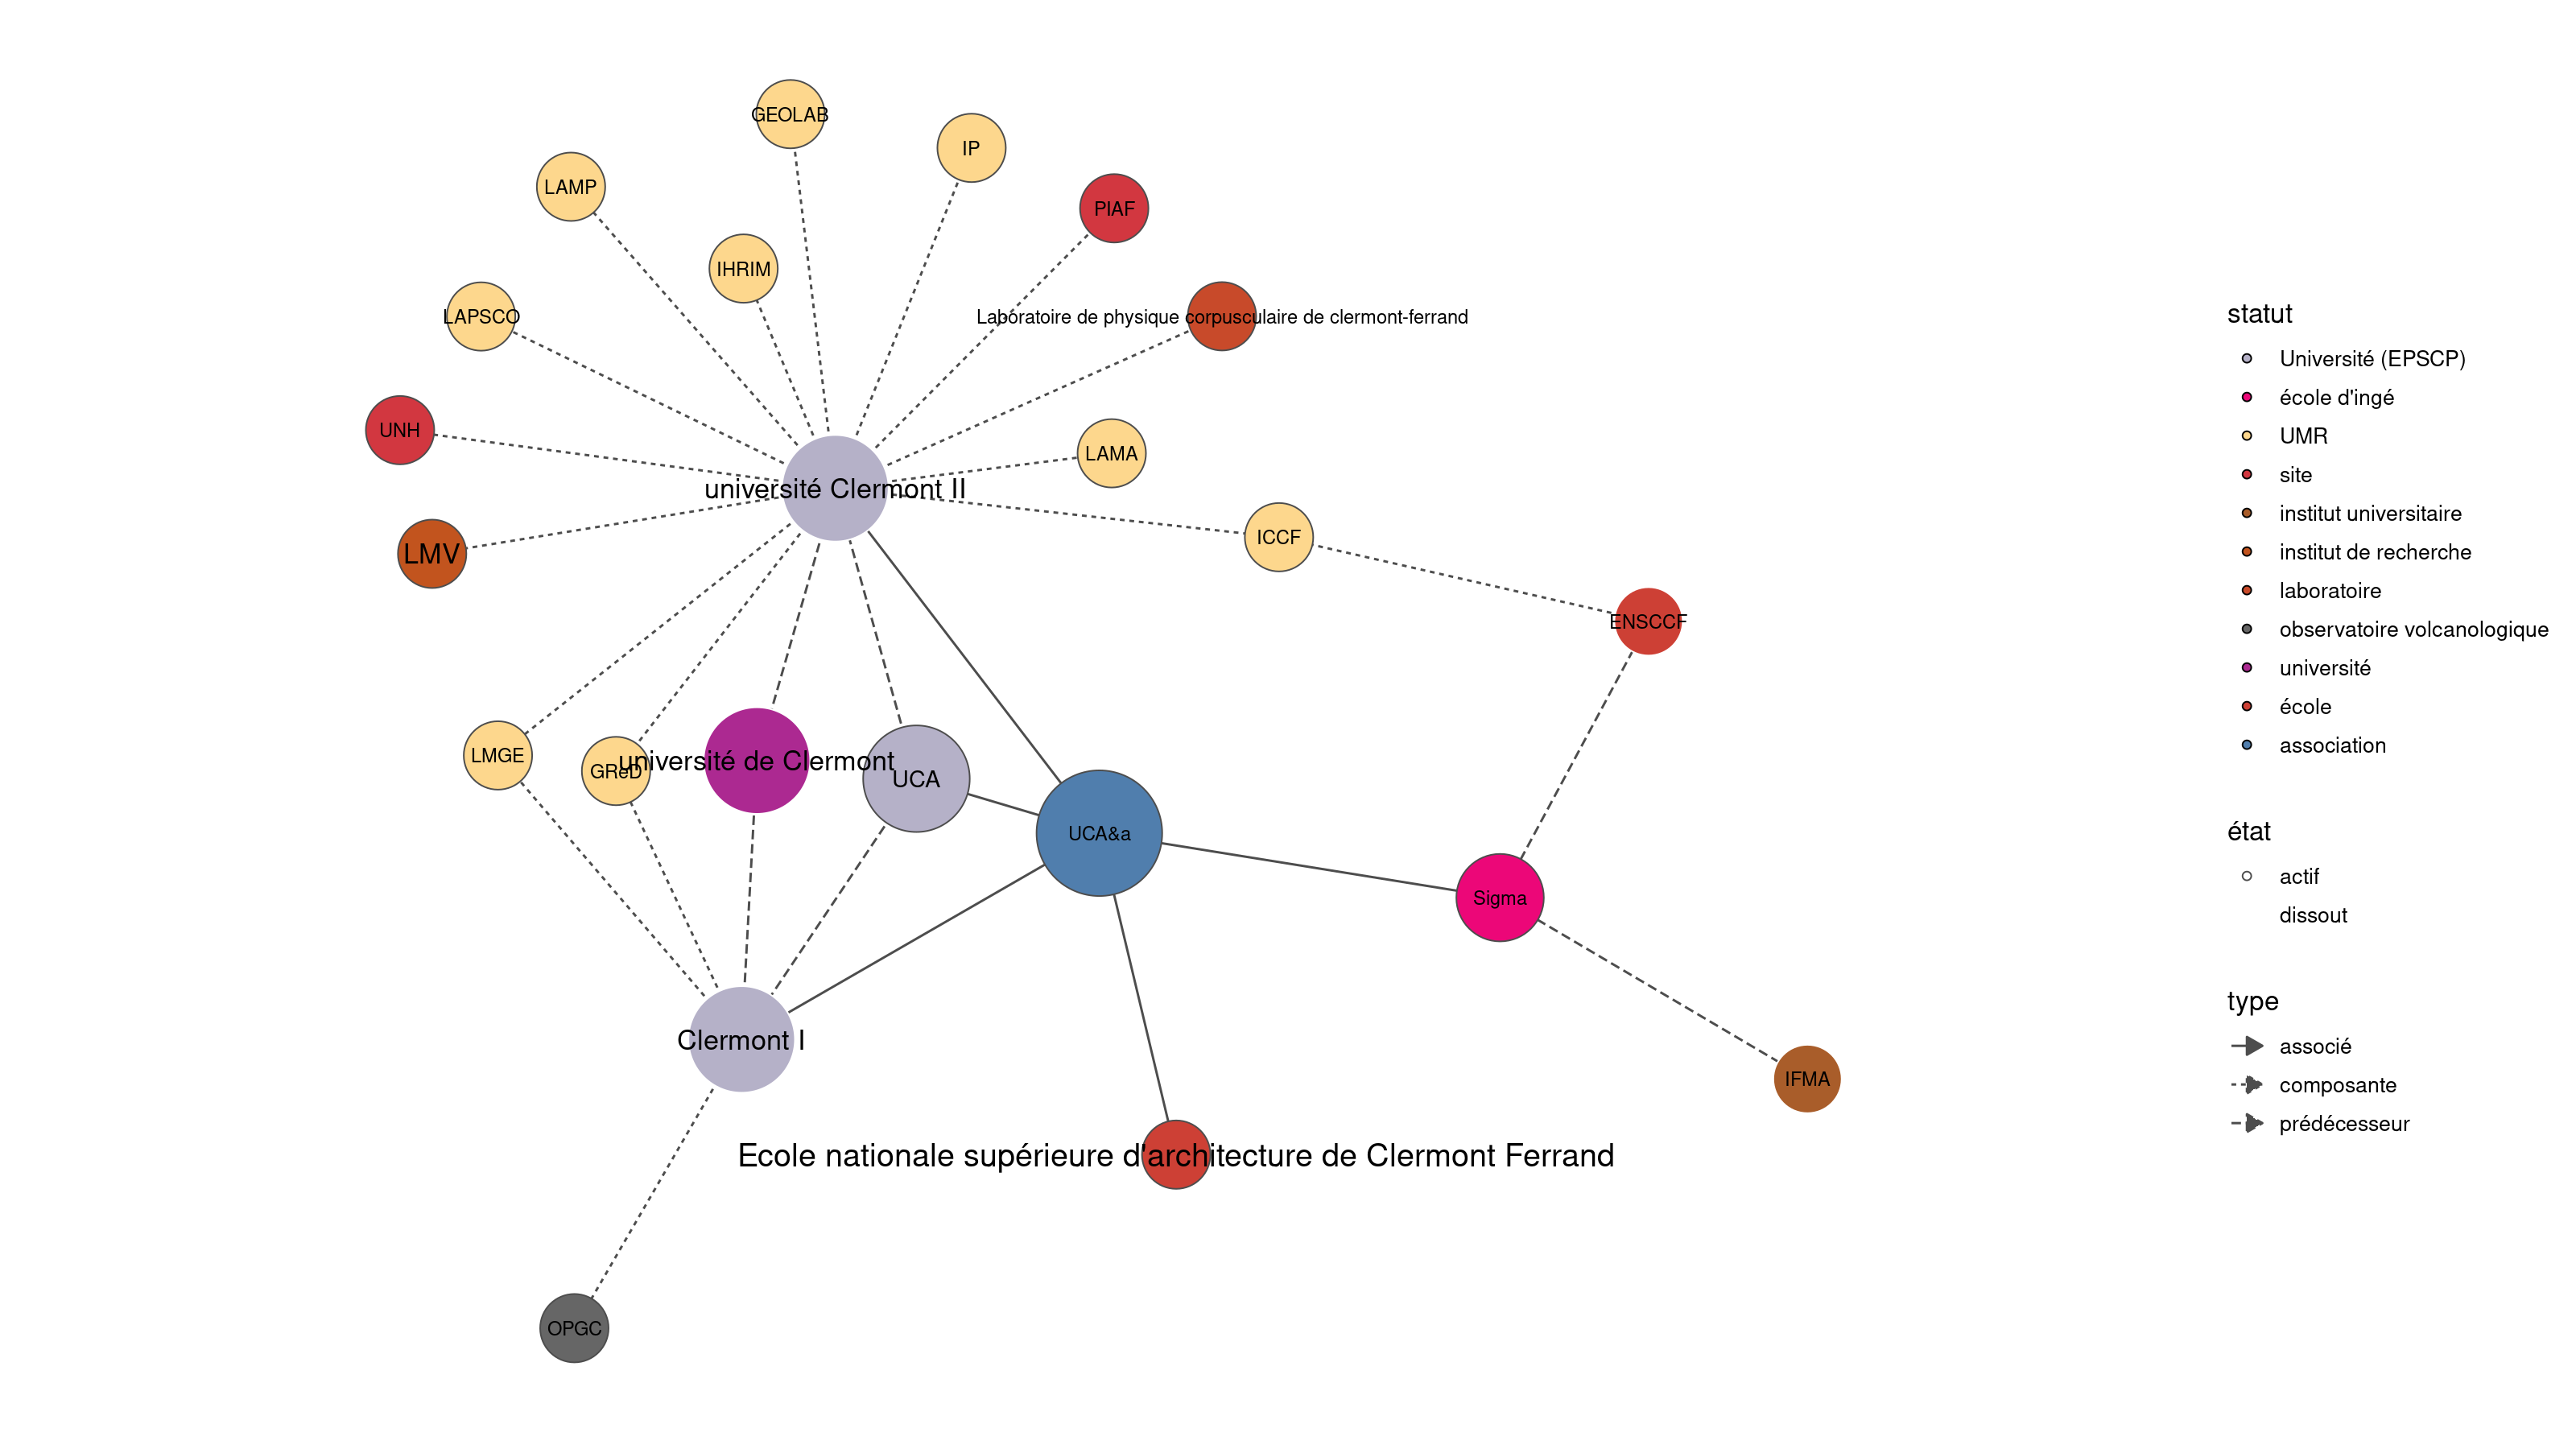 GEOLAB
IP
LAMP
PIAF
IHRIM
LAPSCO
Laboratoire de physique corpusculaire de clermont-ferrand
UNH
LAMA
université Clermont II
ICCF
LMV
ENSCCF
LMGE
GReD
université de Clermont
UCA
UCA&a
Sigma
Clermont I
IFMA
Ecole nationale supérieure d'architecture de Clermont Ferrand
OPGC
statut
Université (EPSCP)
école d'ingé
UMR
site
institut universitaire
institut de recherche
laboratoire
observatoire volcanologique
université
école
association
état
actif
dissout
type
associé
composante
prédécesseur